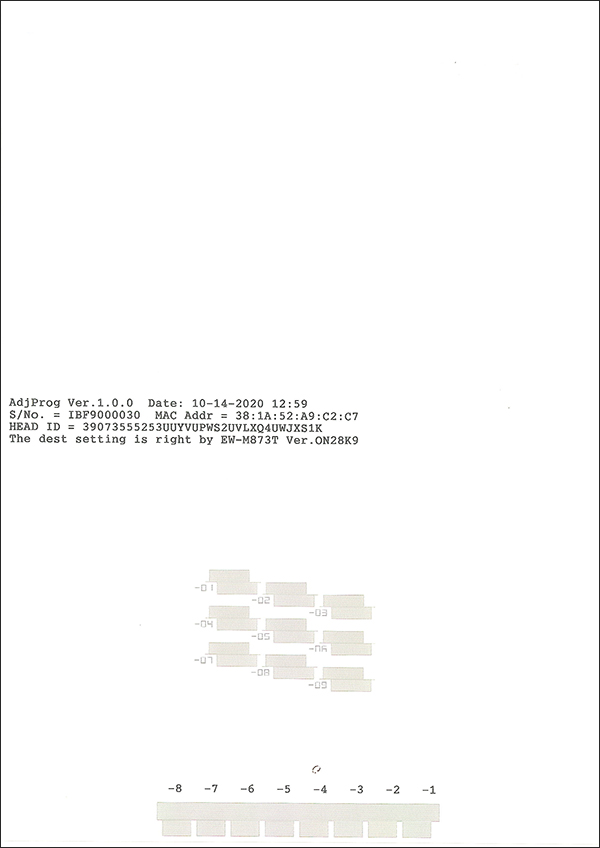 AdjProg Ver.1.0.0  Date: 10-14-2020 12:59
S/No. = IBF9000030  MAC Addr = 38:1A:52:A9:C2:C7
HEAD ID = 39073555253UUYVUPWS2UVLXQ4UWJXS1K
The dest setting is right by EW-M873T Ver.ON28K9
-01
-02
-03
-04
-05
-06
-07
-08
-09
-8 -7 -6 -5 -4 -3 -2 -1